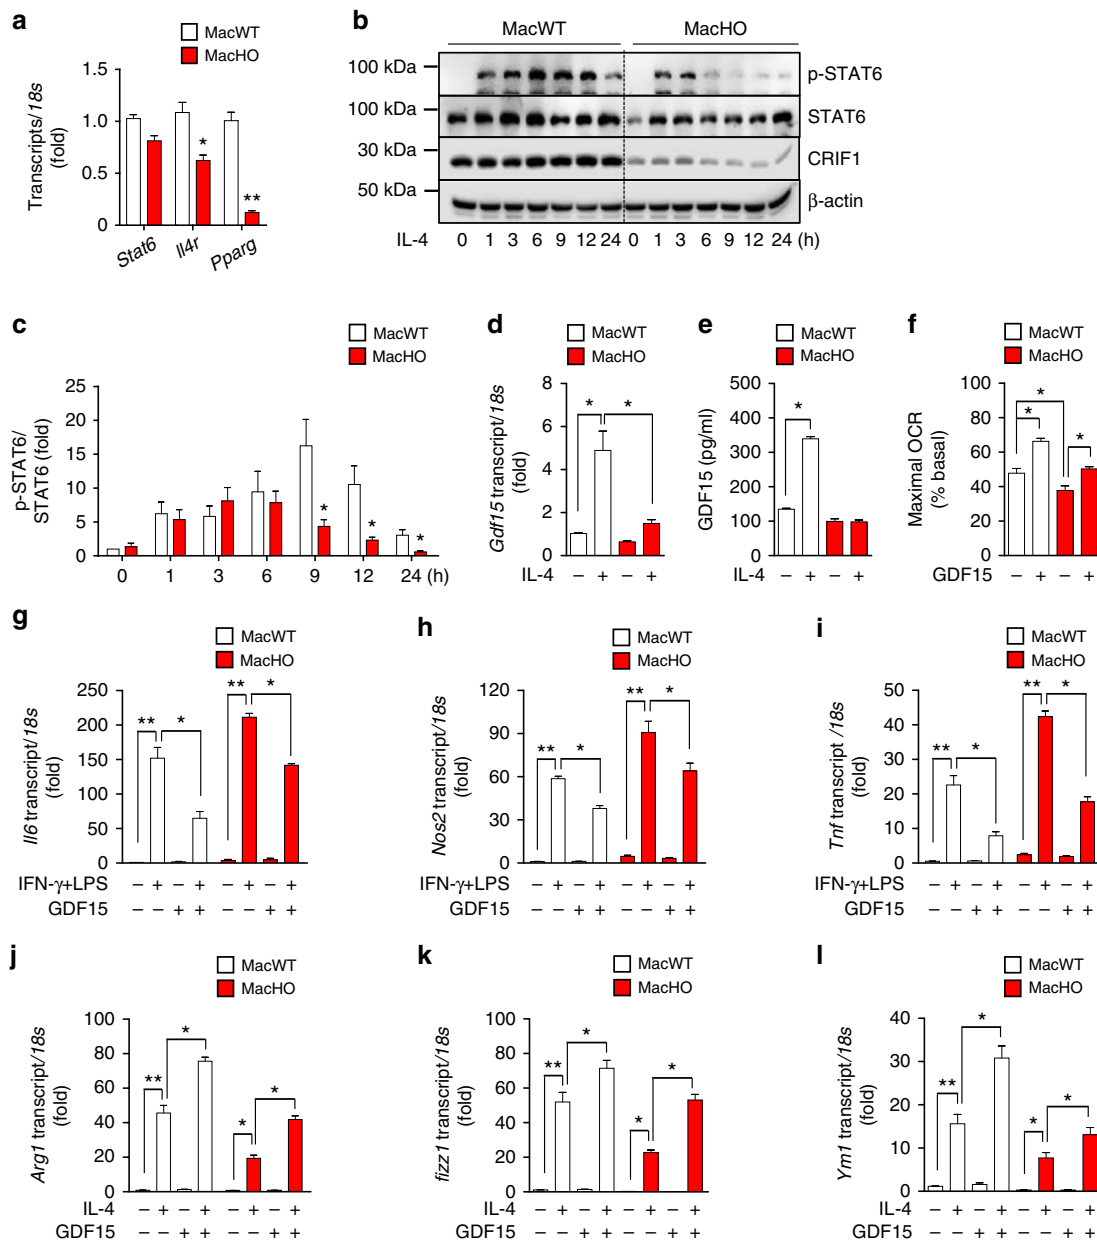 a
MacWT
MacHO
Transcripts/18s
(fold)
1.5
1.0
0.5
0
*
**
Stat6
Il4r
Pparg
b
MacWT
MacHO
100 kDa
p-STAT6
100 kDa
STAT6
30 kDa
CRIF1
50 kDa
β-actin
IL-4
0 1 3 6 9 12 24 0 1 3 6 9 12 24 (h)
c
MacWT
MacHO
p-STAT6/
STAT6 (fold)
25
20
15
10
5
0
*
*
*
0 1 3 6 9 12 24 (h)
d
MacWT
MacHO
Gdf15 transcript/18s
(fold)
8
6
4
2
0
* *
IL-4 – + – +
e
MacWT
MacHO
GDF15 (pg/ml)
500
400
300
200
100
0
*
IL-4 – + – +
f
MacWT
MacHO
Maximal OCR
(% basal)
100
80
60
40
20
0
*
*
*
GDF15 – + – +
g
MacWT
MacHO
Il6 transcript/18s
(fold)
250
200
150
100
50
0
** * ** *
IFN-γ+LPS – + – + – + – +
GDF15 – – + + – – + +
h
MacWT
MacHO
Nos2 transcript/18s
(fold)
120
90
60
30
0
** * ** *
– + – + – + – +
– – + + – – + +
i
MacWT
MacHO
Tnf transcript /18s
(fold)
50
40
30
20
10
0
** * ** *
IFN-γ+LPS – + – + – + – +
GDF15 – – + + – – + +
j
MacWT
MacHO
Arg1 transcript/18s
(fold)
100
80
60
40
20
0
** * * *
IL-4 – + – + – + – +
GDF15 – – + + – – + +
k
MacWT
MacHO
fizz1 transcript/18s
(fold)
100
80
60
40
20
0
** * * *
– + – + – + – +
– – + + – – + +
l
MacWT
MacHO
Ym1 transcript/18s
(fold)
40
30
20
10
0
** * * *
IL-4 – + – + – + – +
GDF15 – – + + – – + +